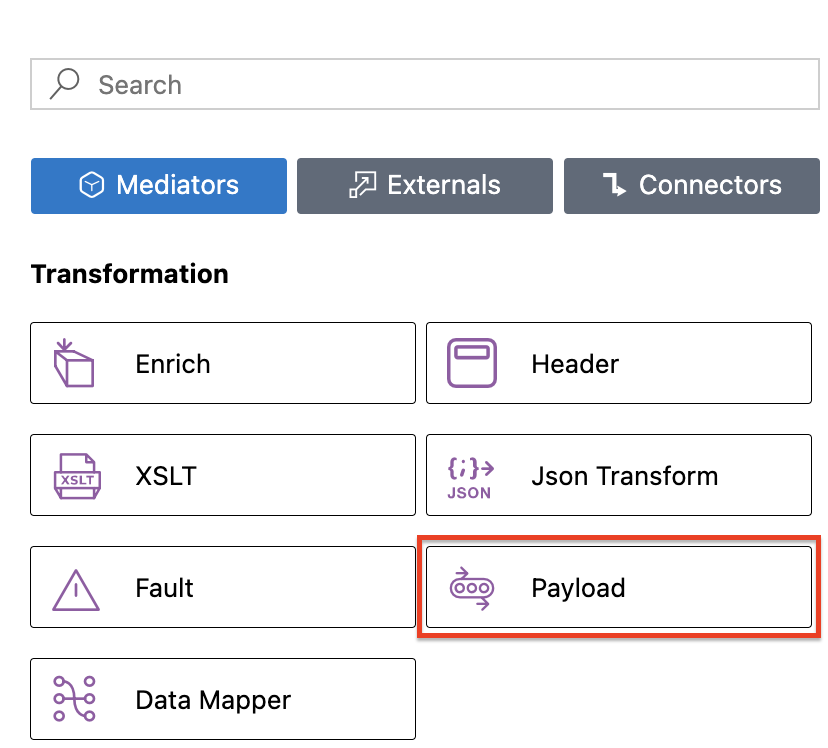 Search
Mediators
Externals
Connectors
Transformation
Enrich
Header
XSLT
XSLT
{;}
JSON
Json Transform
Fault
Payload
Data Mapper